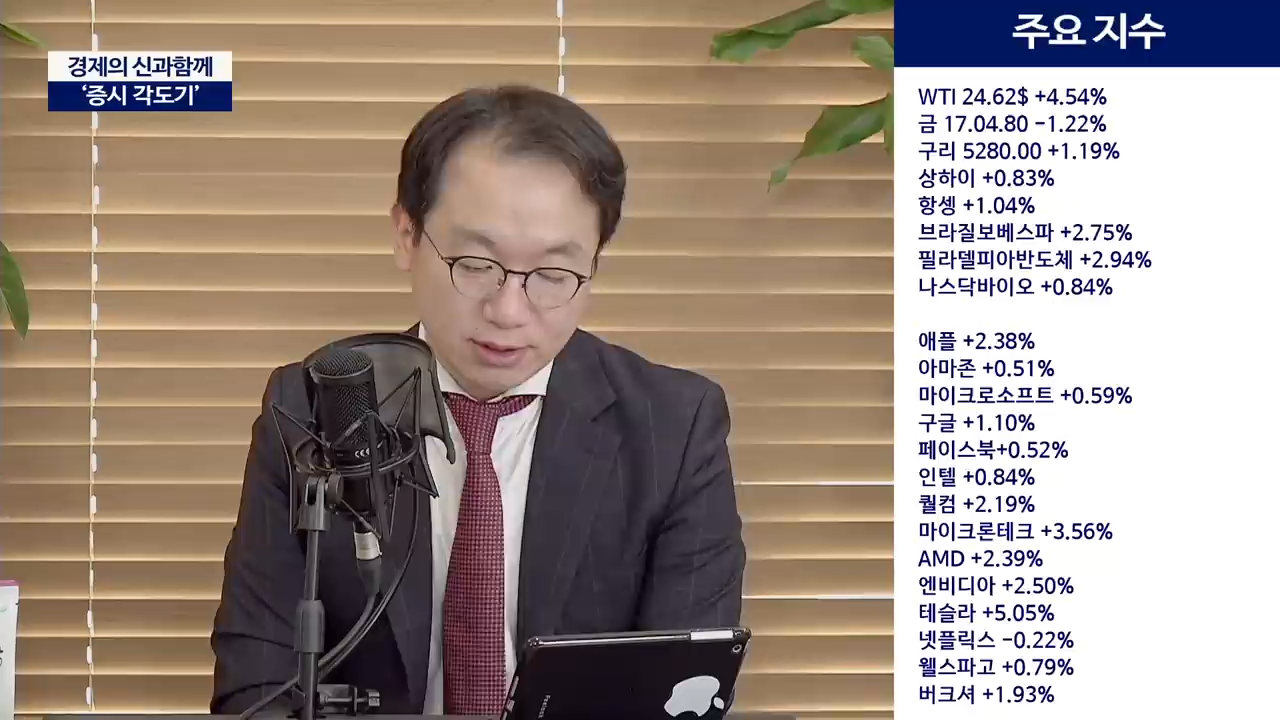 경제의 신과함께
‘증시 각도기’
주요 지수
WTI 24.62$ +4.54%
금 17.04.80 -1.22%
구리 5280.00 +1.19%
상하이 +0.83%
항셍 +1.04%
브라질보베스파 +2.75%
필라델피아반도체 +2.94%
나스닥바이오 +0.84%
애플 +2.38%
아마존 +0.51%
마이크로소프트 +0.59%
구글 +1.10%
페이스북+0.52%
인텔 +0.84%
퀄컴 +2.19%
마이크론테크 +3.56%
AMD +2.39%
엔비디아 +2.50%
테슬라 +5.05%
넷플릭스 -0.22%
웰스파고 +0.79%
버크셔 +1.93%